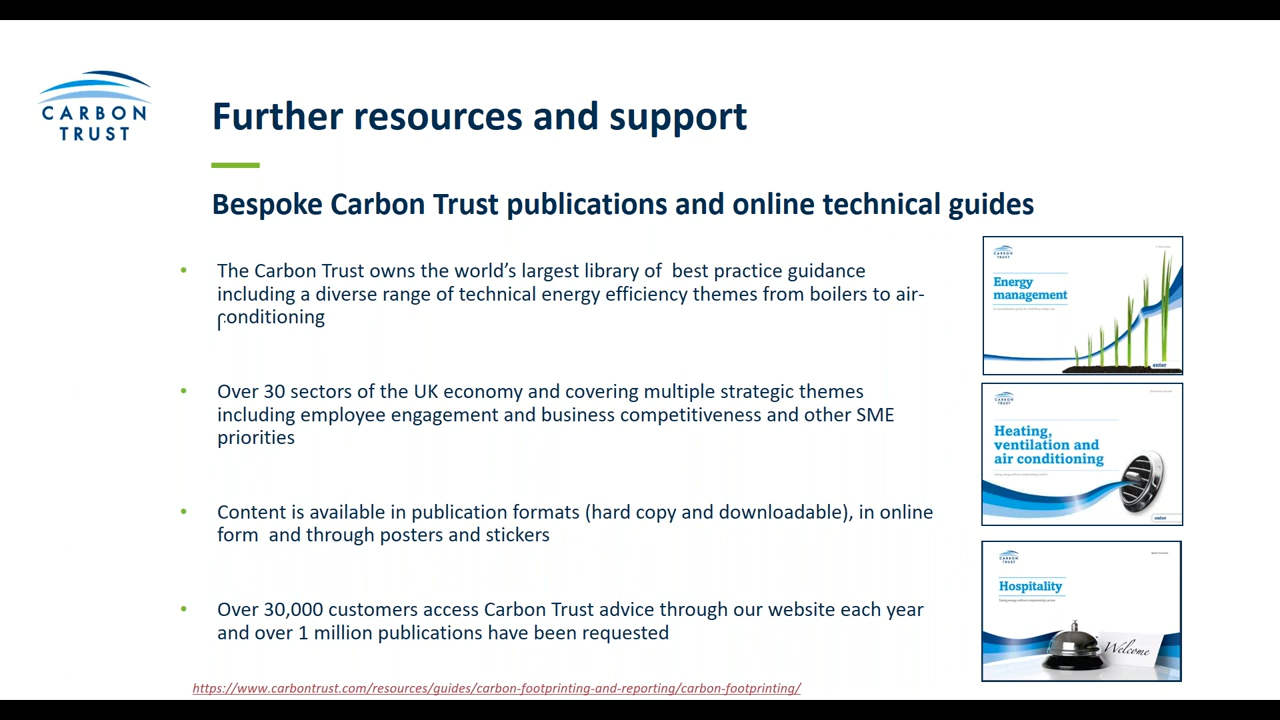 CARBON
TRUST
Further resources and support
Bespoke Carbon Trust publications and online technical guides
• The Carbon Trust owns the world’s largest library of  best practice guidance
including a diverse range of technical energy efficiency themes from boilers to air-
conditioning
• Over 30 sectors of the UK economy and covering multiple strategic themes
including employee engagement and business competitiveness and other SME
priorities
• Content is available in publication formats (hard copy and downloadable), in online
form  and through posters and stickers
• Over 30,000 customers access Carbon Trust advice through our website each year
and over 1 million publications have been requested
https://www.carbontrust.com/resources/guides/carbon-footprinting-and-reporting/carbon-footprinting/
CARBON
TRUST
Energy
management
enter
CARBON
TRUST
Heating,
ventilation and
air conditioning
enter
CARBON
TRUST
Hospitality
Welcome